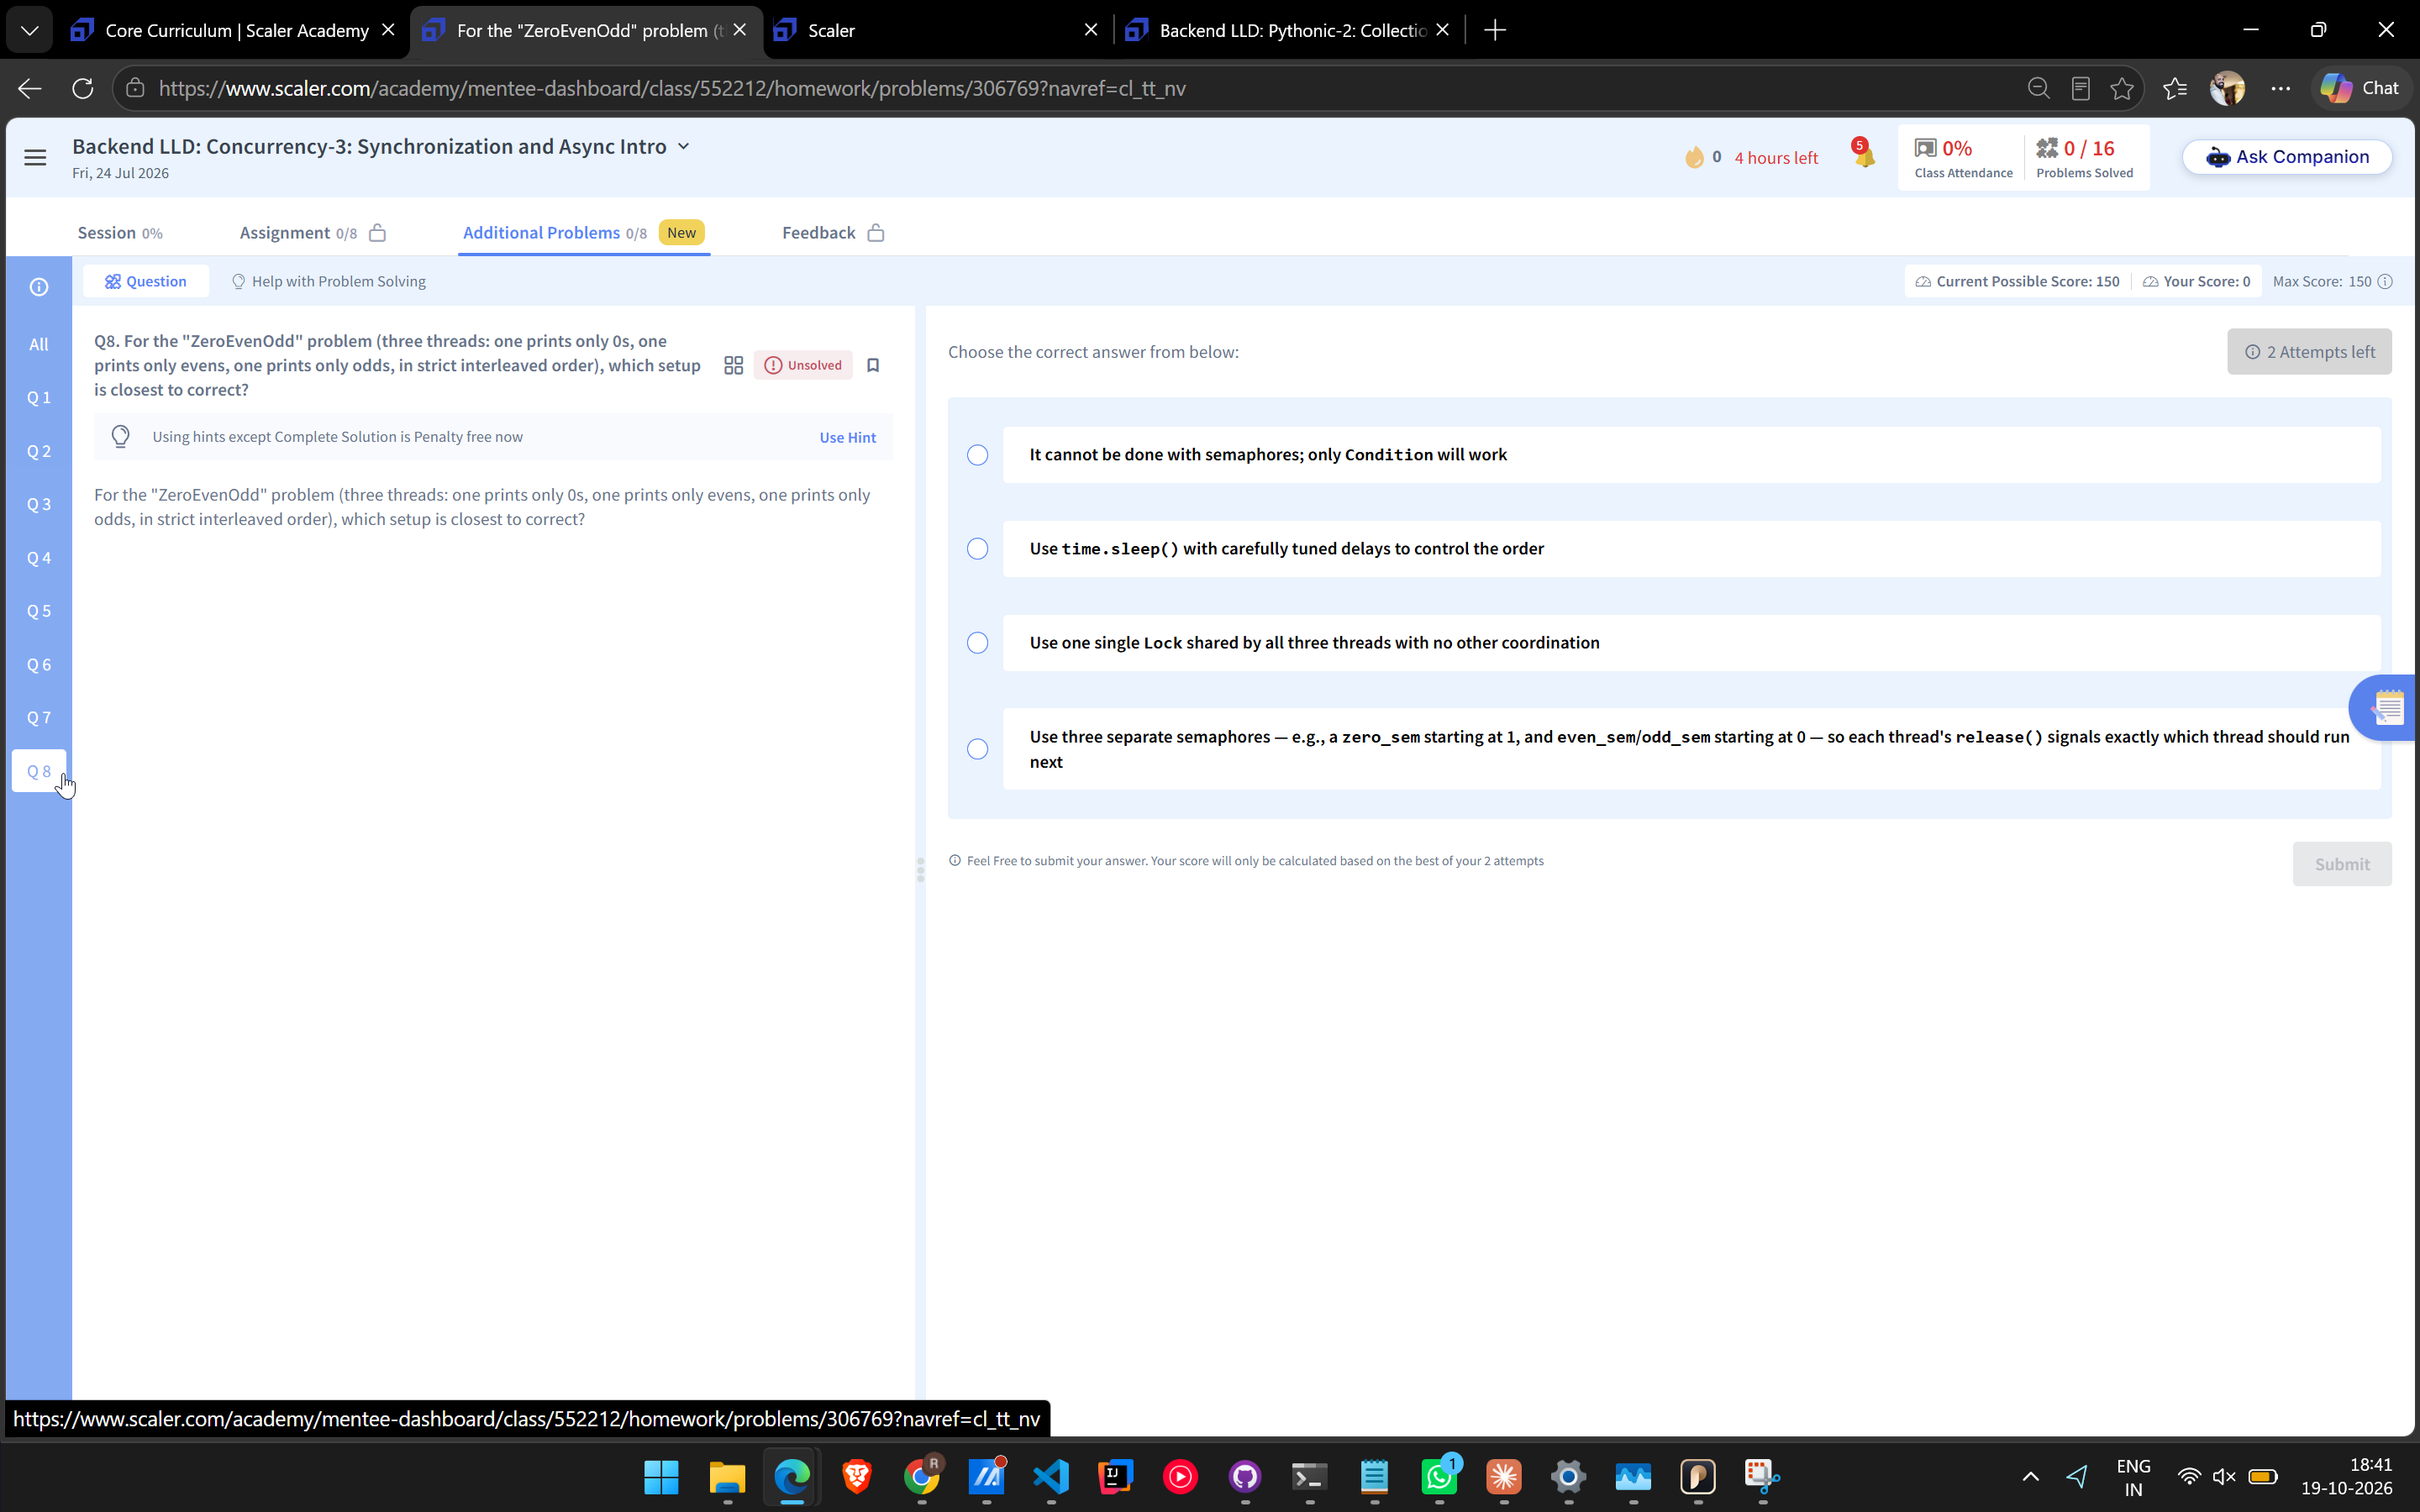 Core Curriculum | Scaler Academy
For the "ZeroEvenOdd" problem (t
Scaler
Backend LLD: Pythonic-2: Collectio
https://www.scaler.com/academy/mentee-dashboard/class/552212/homework/problems/306769?navref=cl_tt_nv
Chat
Backend LLD: Concurrency-3: Synchronization and Async Intro
Fri, 24 Jul 2026
0
4 hours left
5
0%
Class Attendance
0 / 16
Problems Solved
Ask Companion
Session 0%
Assignment 0/8
Additional Problems 0/8 New
Feedback
Question
Help with Problem Solving
Current Possible Score: 150
Your Score: 0
Max Score: 150
All
Q 1
Q 2
Q 3
Q 4
Q 5
Q 6
Q 7
Q 8
Q8. For the "ZeroEvenOdd" problem (three threads: one prints only 0s, one
prints only evens, one prints only odds, in strict interleaved order), which setup
is closest to correct?
Unsolved
Using hints except Complete Solution is Penalty free now
Use Hint
For the "ZeroEvenOdd" problem (three threads: one prints only 0s, one prints only evens, one prints only
odds, in strict interleaved order), which setup is closest to correct?
Choose the correct answer from below:
2 Attempts left
It cannot be done with semaphores; only Condition will work
Use time.sleep() with carefully tuned delays to control the order
Use one single Lock shared by all three threads with no other coordination
Use three separate semaphores — e.g., a zero_sem starting at 1, and even_sem/odd_sem starting at 0 — so each thread's release() signals exactly which thread should run
next
Feel Free to submit your answer. Your score will only be calculated based on the best of your 2 attempts
Submit
https://www.scaler.com/academy/mentee-dashboard/class/552212/homework/problems/306769?navref=cl_tt_nv
R
IJ
1
ENG
IN
18:41
19-10-2026